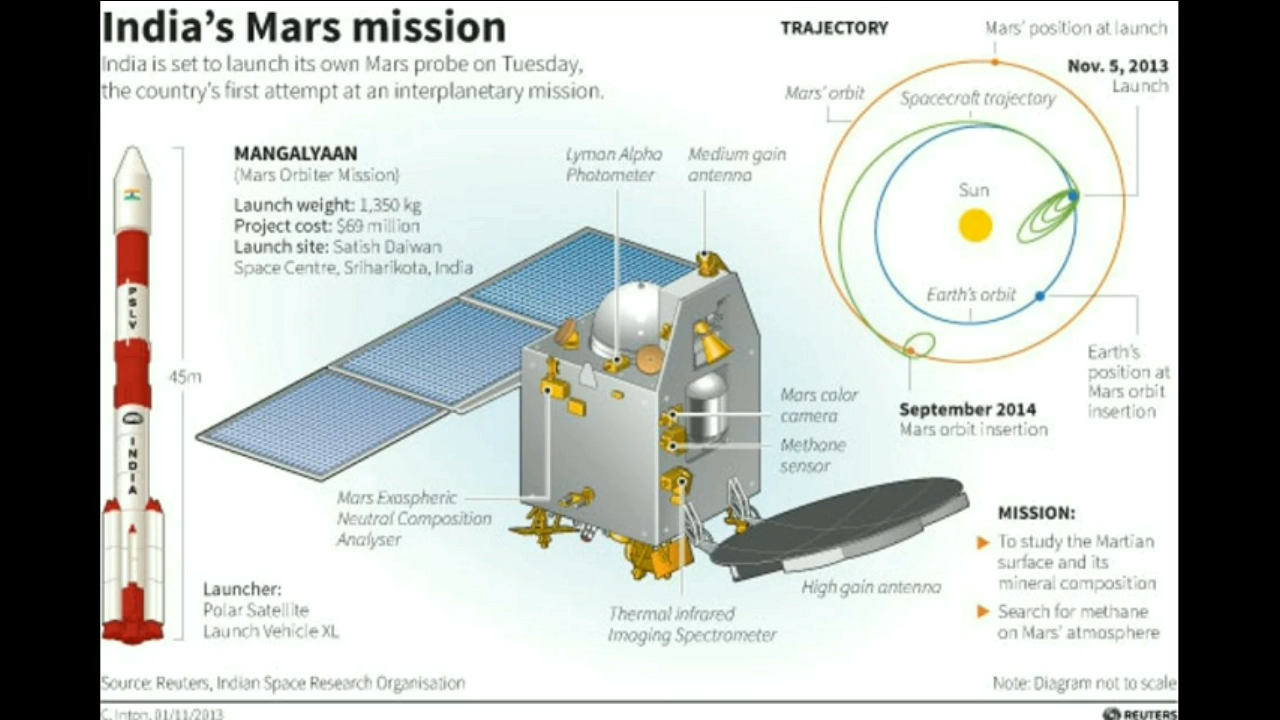 India's Mars mission
India is set to launch its own Mars probe on Tuesday,
the country's first attempt at an interplanetary mission.
MANGALYAAN
(Mars Orbiter Mission)
Launch weight: 1,350 kg
Project cost: $69 million
Launch site: Satish Daiwan
Space Centre, Sriharikota, India
PSLV
INDIA
45m
Launcher:
Polar Satellite
Launch Vehicle XL
Lyman Alpha
Photometer
Medium gain
antenna
Mars color
camera
Methane
sensor
Mars Exospheric
Neutral Composition
Analyser
Thermal infrared
Imaging Spectrometer
High gain antenna
TRAJECTORY
Mars' position at launch
Nov. 5, 2013
Launch
Mars' orbit
Spacecraft trajectory
Sun
Earth's orbit
Earth's
position at
Mars orbit
insertion
September 2014
Mars orbit insertion
MISSION:
To study the Martian
surface and its
mineral composition
Search for methane
on Mars' atmosphere
Source: Reuters, Indian Space Research Organisation
Note: Diagram not to scale
C. Inton, 01/11/2013
REUTERS